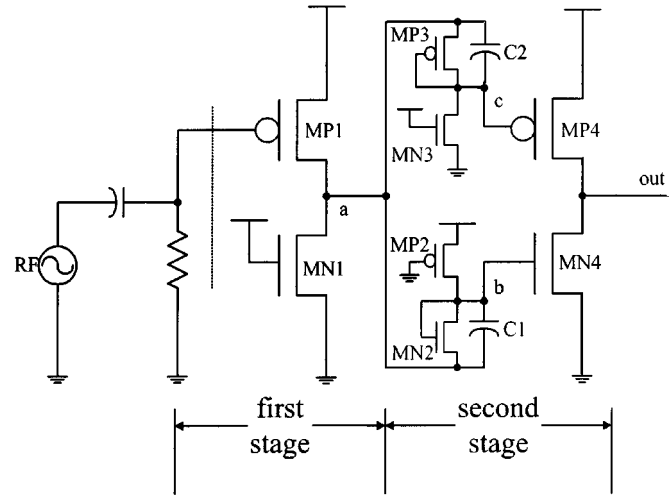 MP3
C2
c
MP1
MN3
MP4
out
a
RF
MP2
MN1
b
MN4
C1
MN2
first
stage
second
stage